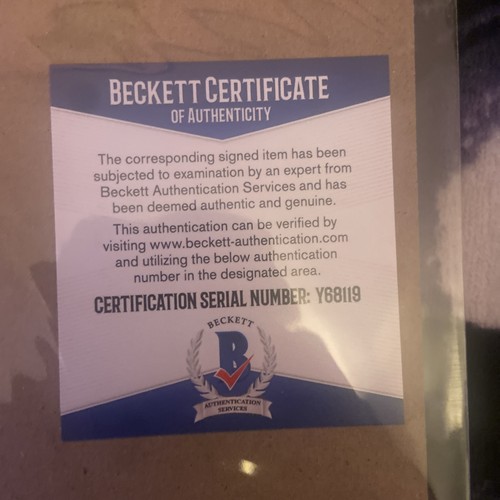 BECKETT CERTIFICATE
OF AUTHENTICITY
The corresponding signed item has been
subjected to examination by an expert from
Beckett Authentication Services and has
been deemed authentic and genuine.
This authentication can be verified by
visiting www.beckett-authentication.com
and utilizing the below authentication
number in the designated area.
CERTIFICATION SERIAL NUMBER: Y68119
BECKETT
B
AUTHENTICATION
SERVICES